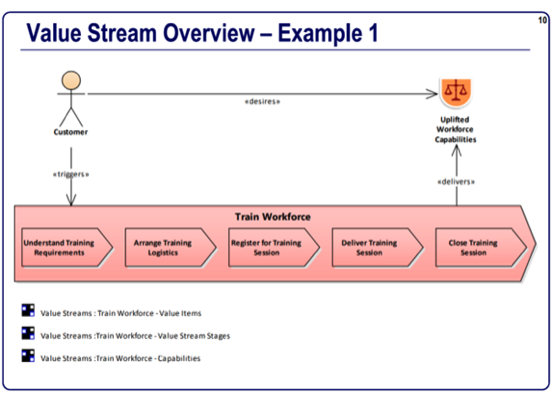 10
Value Stream Overview – Example 1
«desires»
Customer
Uplifted
Workforce
Capabilities
«triggers»
«delivers»
Train Workforce
Understand Training
Requirements
Arrange Training
Logistics
Register for Training
Session
Deliver Training
Session
Close Training
Session
Value Streams : Train Workforce - Value Items
Value Streams :Train Workforce - Value Stream Stages
Value Streams :Train Workforce - Capabilities